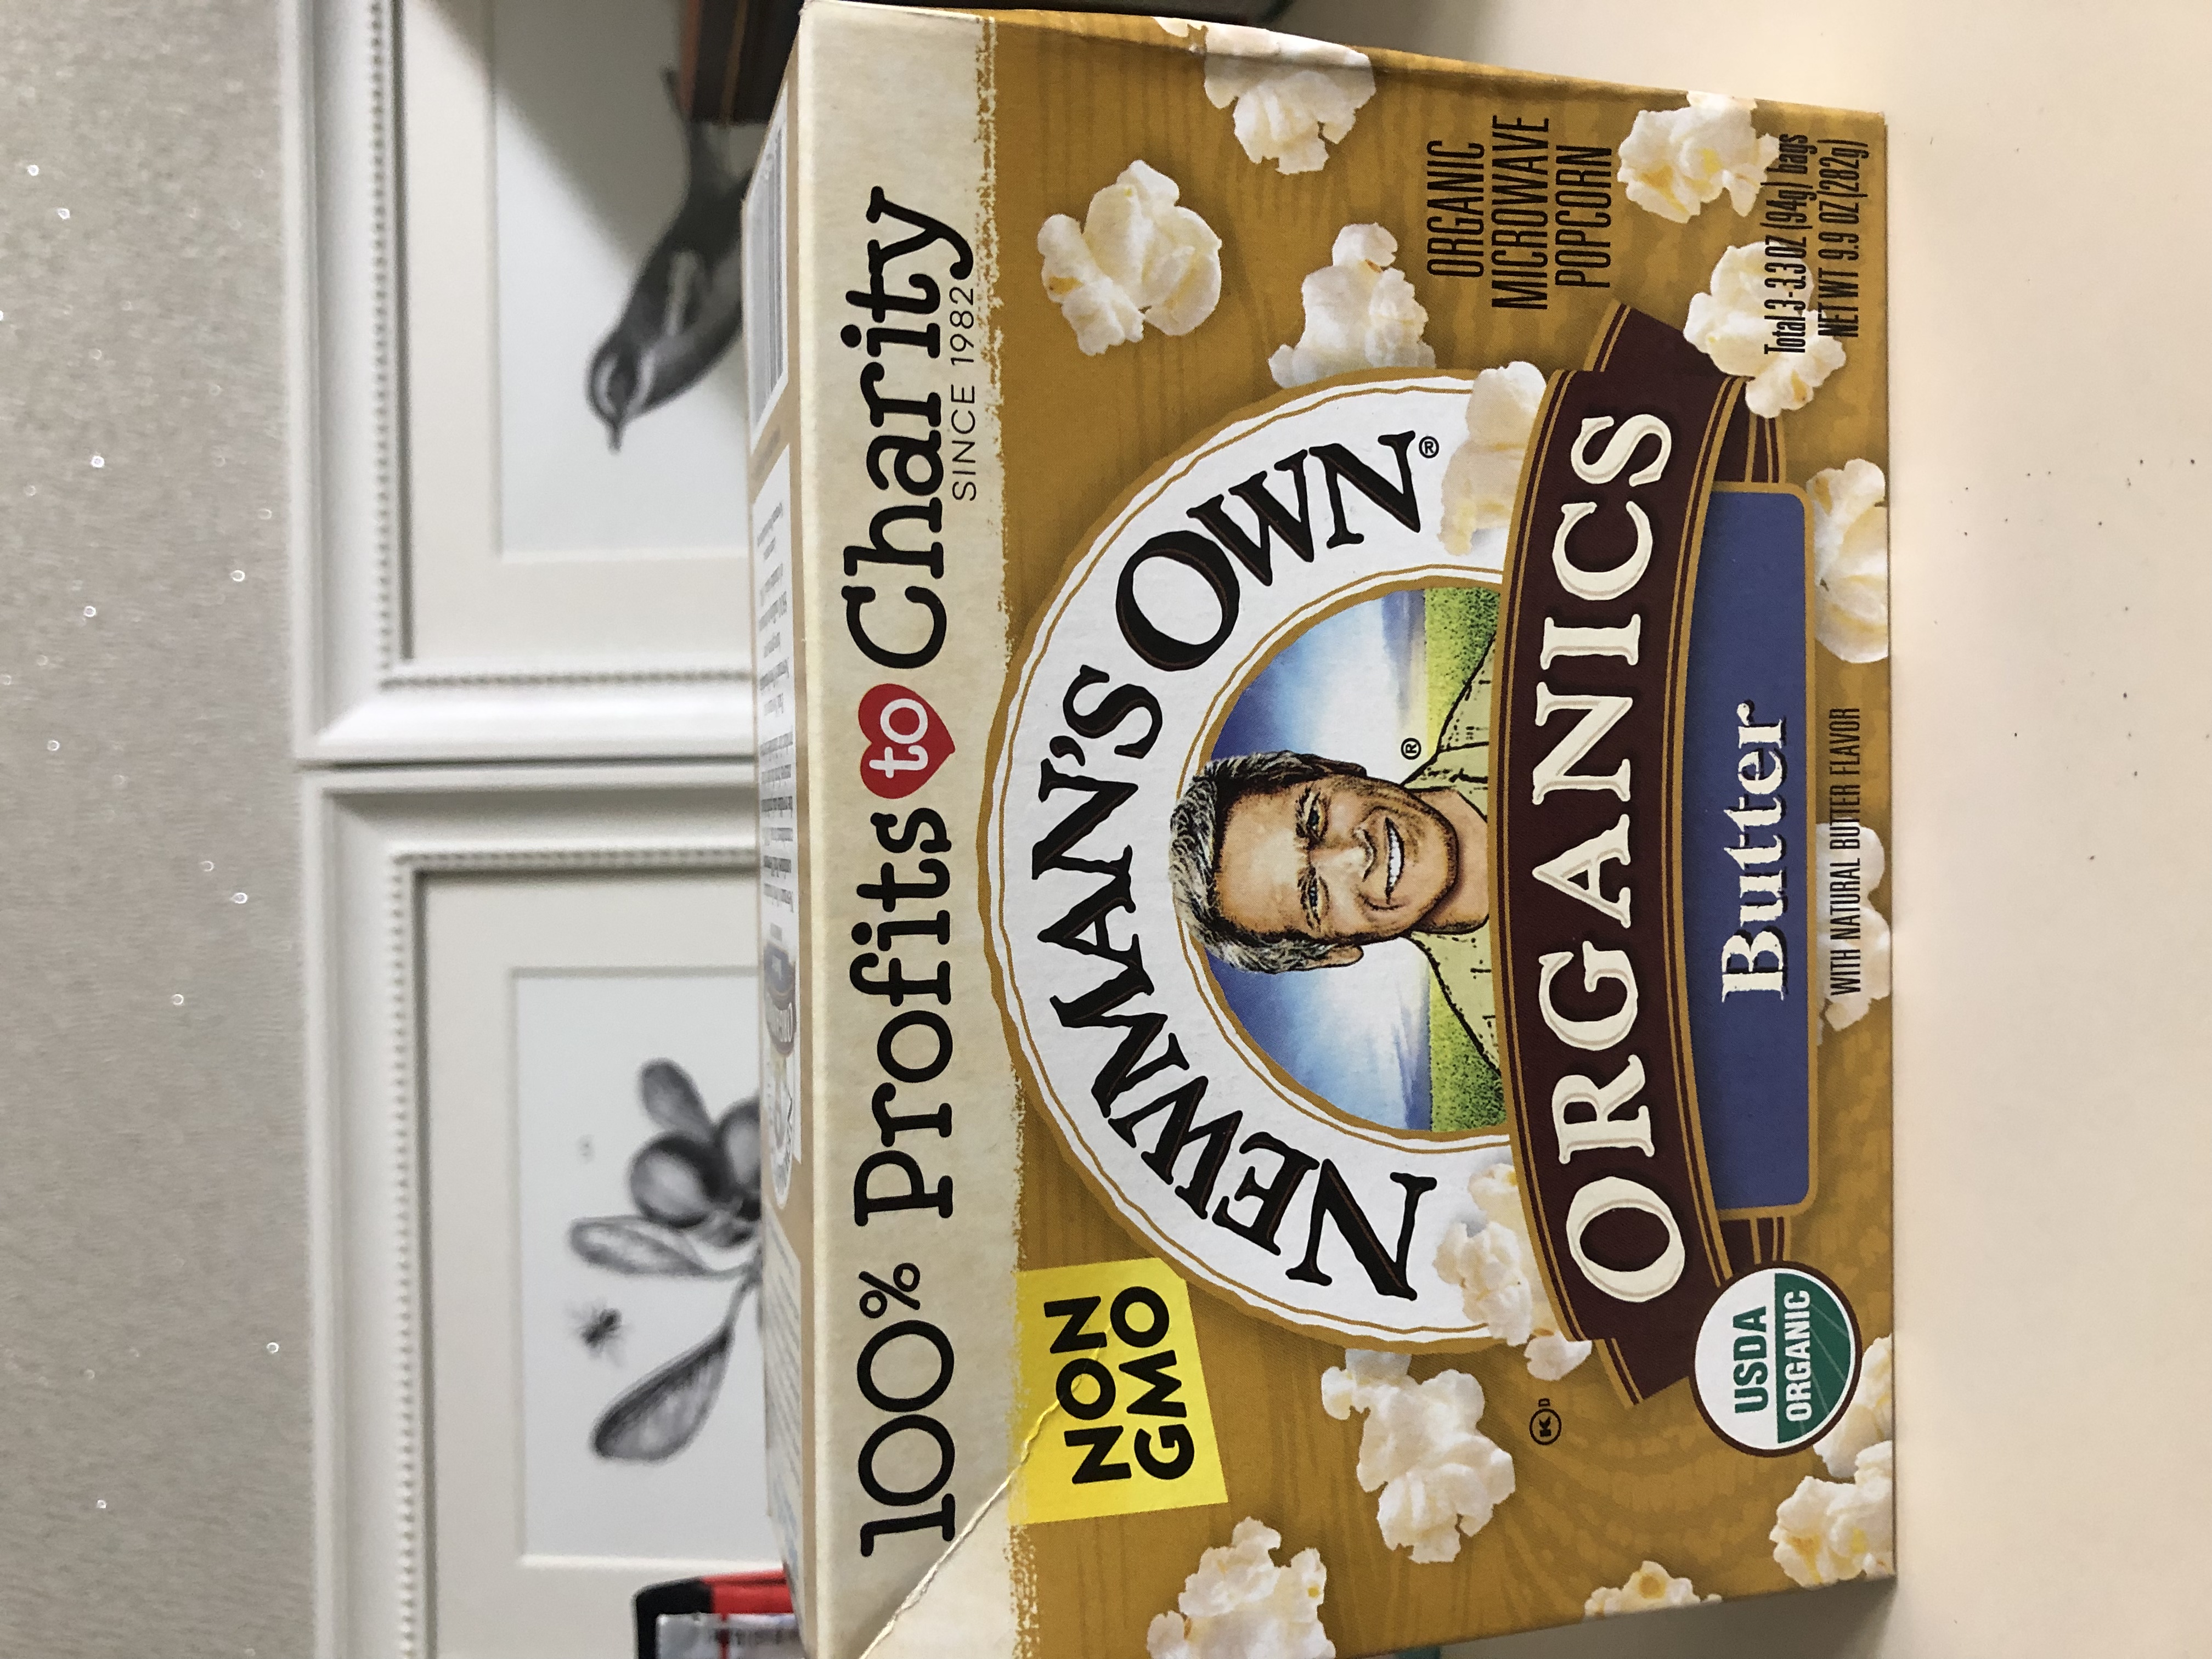 100% Profits to Charity
SINCE 1982
NON
GMO
NEWMAN'S OWN®
®
ORGANICS
Butter
WITH NATURAL BUTTER FLAVOR
ORGANIC
MICROWAVE
POPCORN
Total 3-3.3 OZ (94g) bags
NET WT 9.9 OZ (282g)
K D
USDA
ORGANIC